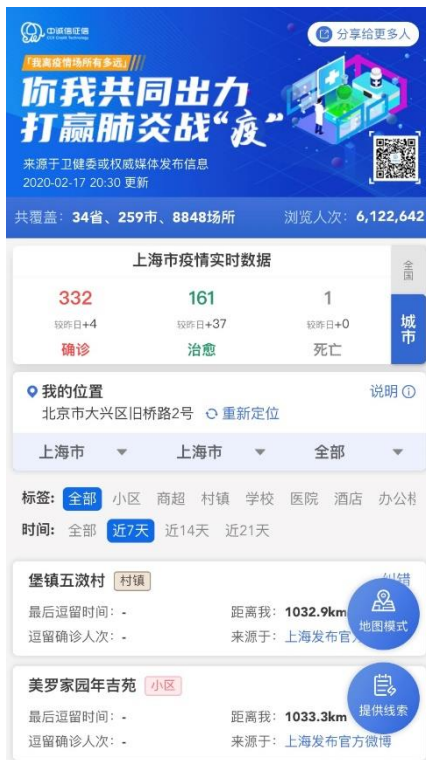 中诚信征信
分享给更多人
「我离疫情场所有多远」
你我共同出力
打赢肺炎战“疫”
来源于卫健委或权威媒体发布信息
2020-02-17 20:30 更新
共覆盖：34省、259市、8848场所 浏览人次：6,122,642
上海市疫情实时数据
全国
332 161 1
较昨日+4 较昨日+37 较昨日+0
确诊 治愈 死亡
城市
我的位置 说明
北京市大兴区旧桥路2号 重新定位
上海市 上海市 全部
标签: 全部 小区 商超 村镇 学校 医院 酒店 办公
时间: 全部 近7天 近14天 近21天
堡镇五滧村 村镇 纠错
最后逗留时间：- 距离我：1032.9km
逗留确诊人次：- 来源于：上海发布官
地图模式
美罗家园年吉苑 小区
最后逗留时间：- 距离我：1033.3km
逗留确诊人次：- 来源于：上海发布官方微博
提供线索